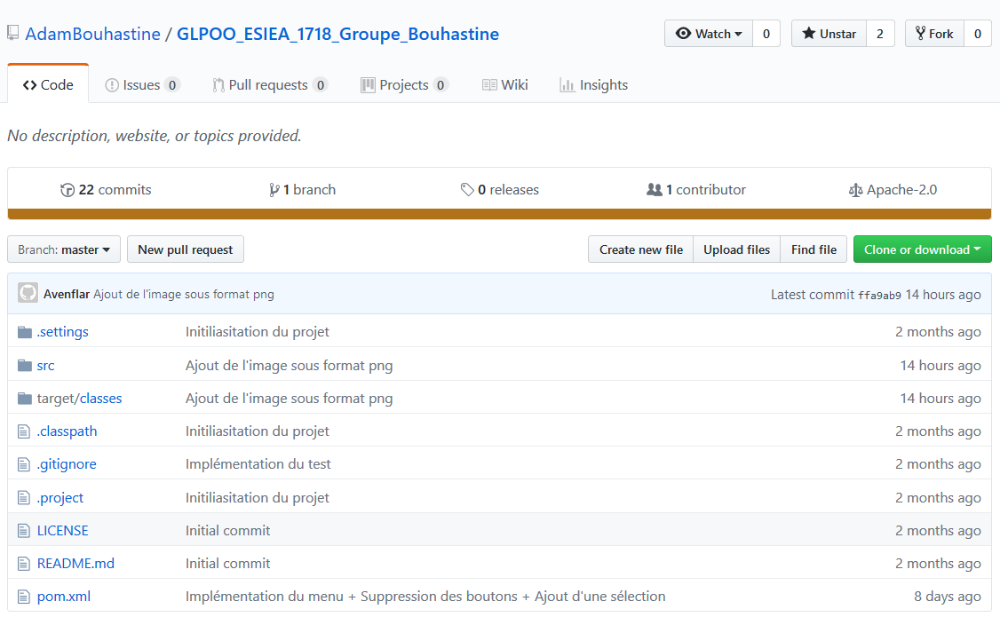 AdamBouhastine / GLPOO_ESIEA_1718_Groupe_Bouhastine
Watch 0 Unstar 2 Fork 0
Code Issues 0 Pull requests 0 Projects 0 Wiki Insights
No description, website, or topics provided.
22 commits 1 branch 0 releases 1 contributor Apache-2.0
Branch: master New pull request Create new file Upload files Find file Clone or download
Avenflar Ajout de l'image sous format png Latest commit ffa9ab9 14 hours ago
.settings Initiliasitation du projet 2 months ago
src Ajout de l'image sous format png 14 hours ago
target/classes Ajout de l'image sous format png 14 hours ago
.classpath Initiliasitation du projet 2 months ago
.gitignore Implémentation du test 2 months ago
.project Initiliasitation du projet 2 months ago
LICENSE Initial commit 2 months ago
README.md Initial commit 2 months ago
pom.xml Implémentation du menu + Suppression des boutons + Ajout d'une sélection 8 days ago